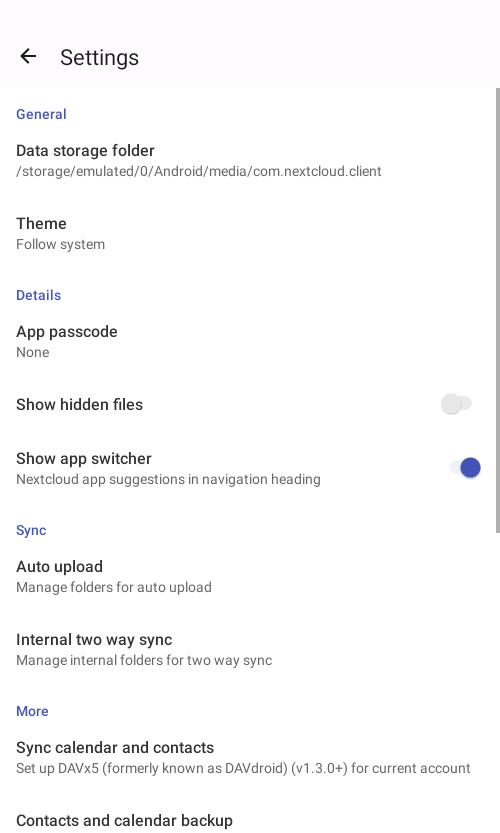 Settings
General
Data storage folder
/storage/emulated/0/Android/media/com.nextcloud.client
Theme
Follow system
Details
App passcode
None
Show hidden files
Show app switcher
Nextcloud app suggestions in navigation heading
Sync
Auto upload
Manage folders for auto upload
Internal two way sync
Manage internal folders for two way sync
More
Sync calendar and contacts
Set up DAVx5 (formerly known as DAVdroid) (v1.3.0+) for current account
Contacts and calendar backup